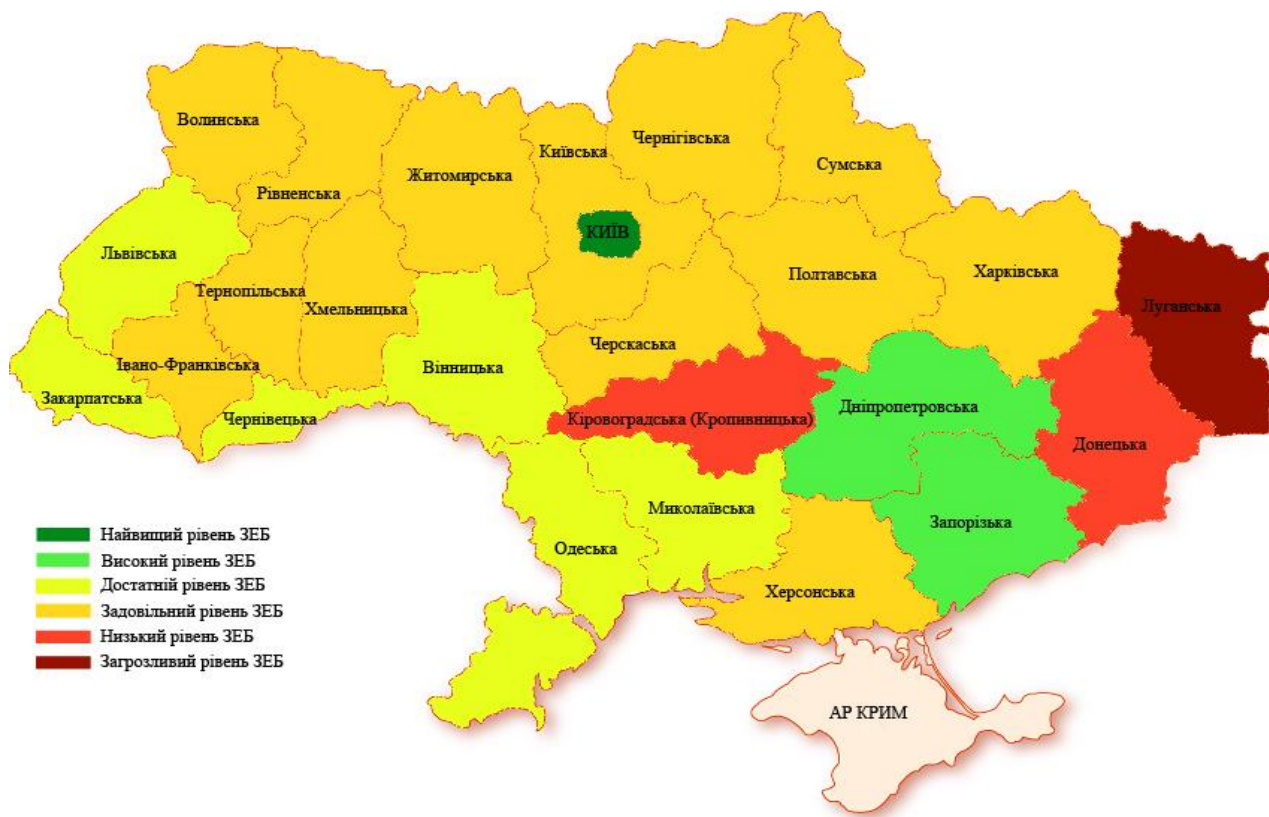 Волинська
Рівненська
Житомирська
Київська
Чернігівська
Сумська
КИЇВ
Львівська
Тернопільська
Хмельницька
Полтавська
Харківська
Луганська
Івано-Франківська
Закарпатська
Чернівецька
Вінницька
Черскаська
Кіровоградська (Кропивницька)
Дніпропетровська
Донецька
Миколаївська
Запорізька
Одеська
Херсонська
АР КРИМ
Найвищий рівень ЗЕБ
Високий рівень ЗЕБ
Достатній рівень ЗЕБ
Задовільний рівень ЗЕБ
Низький рівень ЗЕБ
Загрозливий рівень ЗЕБ